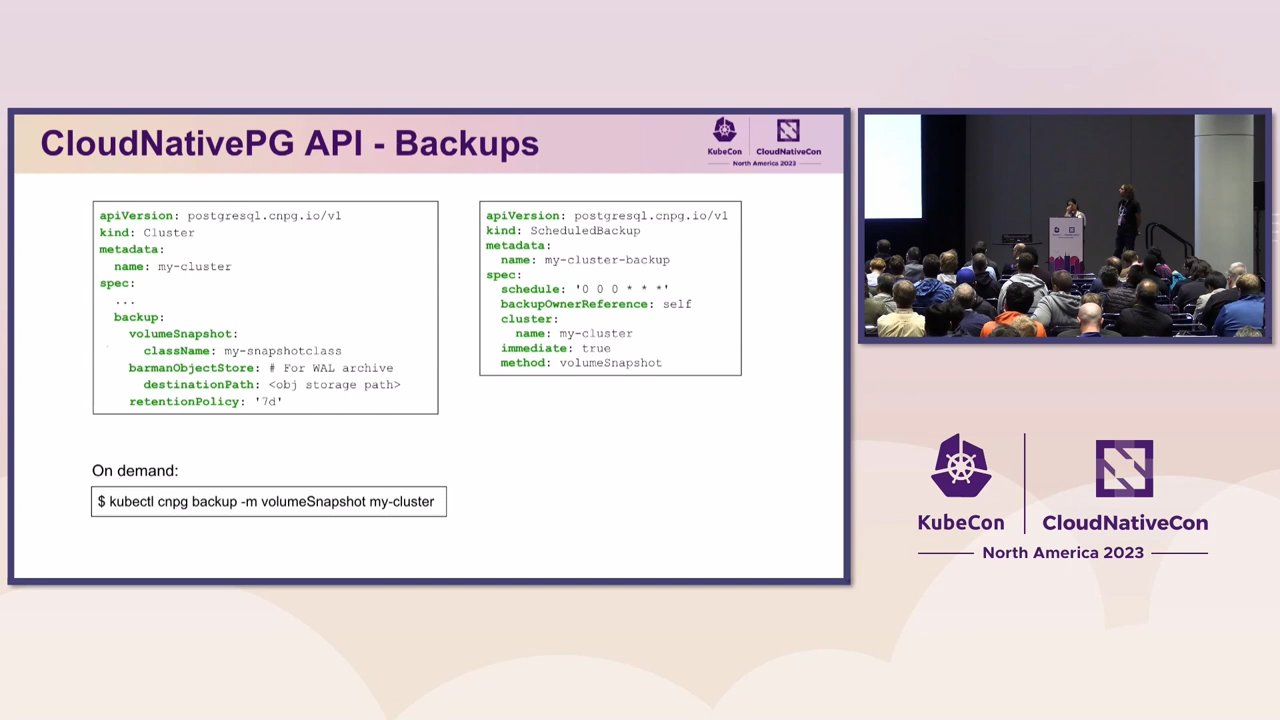 CloudNativePG API - Backups
KubeCon
CloudNativeCon
North America 2023
apiVersion: postgresql.cnpg.io/v1
kind: Cluster
metadata:
name: my-cluster
spec:
...
backup:
volumeSnapshot:
className: my-snapshotclass
barmanObjectStore: # For WAL archive
destinationPath: <obj storage path>
retentionPolicy: '7d'
apiVersion: postgresql.cnpg.io/v1
kind: ScheduledBackup
metadata:
name: my-cluster-backup
spec:
schedule: '0 0 0 * * *'
backupOwnerReference: self
cluster:
name: my-cluster
immediate: true
method: volumeSnapshot
On demand:
$ kubectl cnpg backup -m volumeSnapshot my-cluster
KubeCon
CloudNativeCon
North America 2023